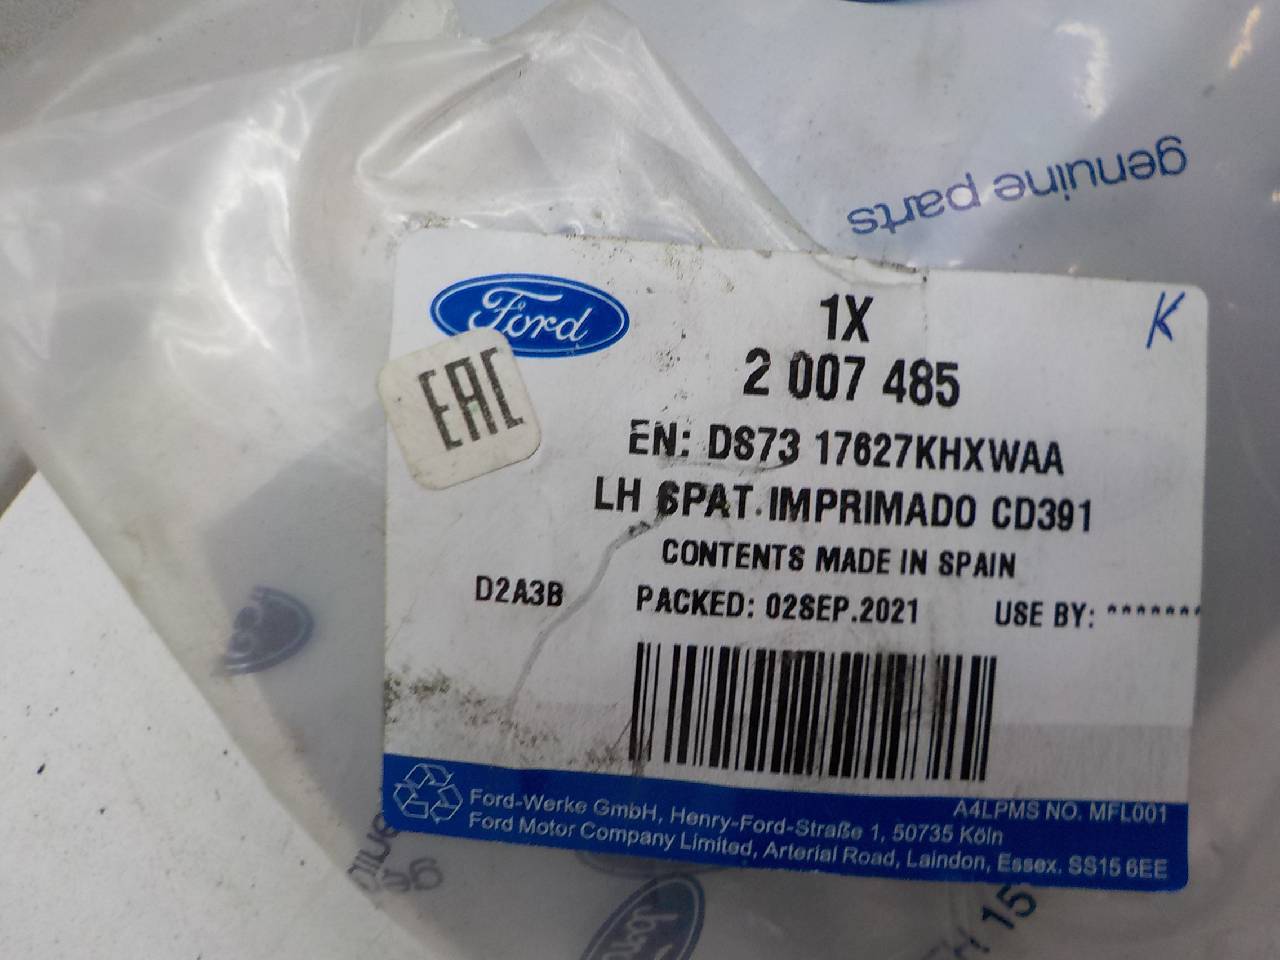 genuine parts
Ford
1X
K
2 007 485
EAC
EN: DS73 17627KHXWAA
LH SPAT.IMPRIMADO CD391
CONTENTS MADE IN SPAIN
D2A3B PACKED: 02SEP.2021 USE BY: *******
A4LPMS NO. MFL001
Ford-Werke GmbH, Henry-Ford-Straße 1, 50735 Köln
Ford Motor Company Limited, Arterial Road, Laindon, Essex. SS15 6EE
Ford